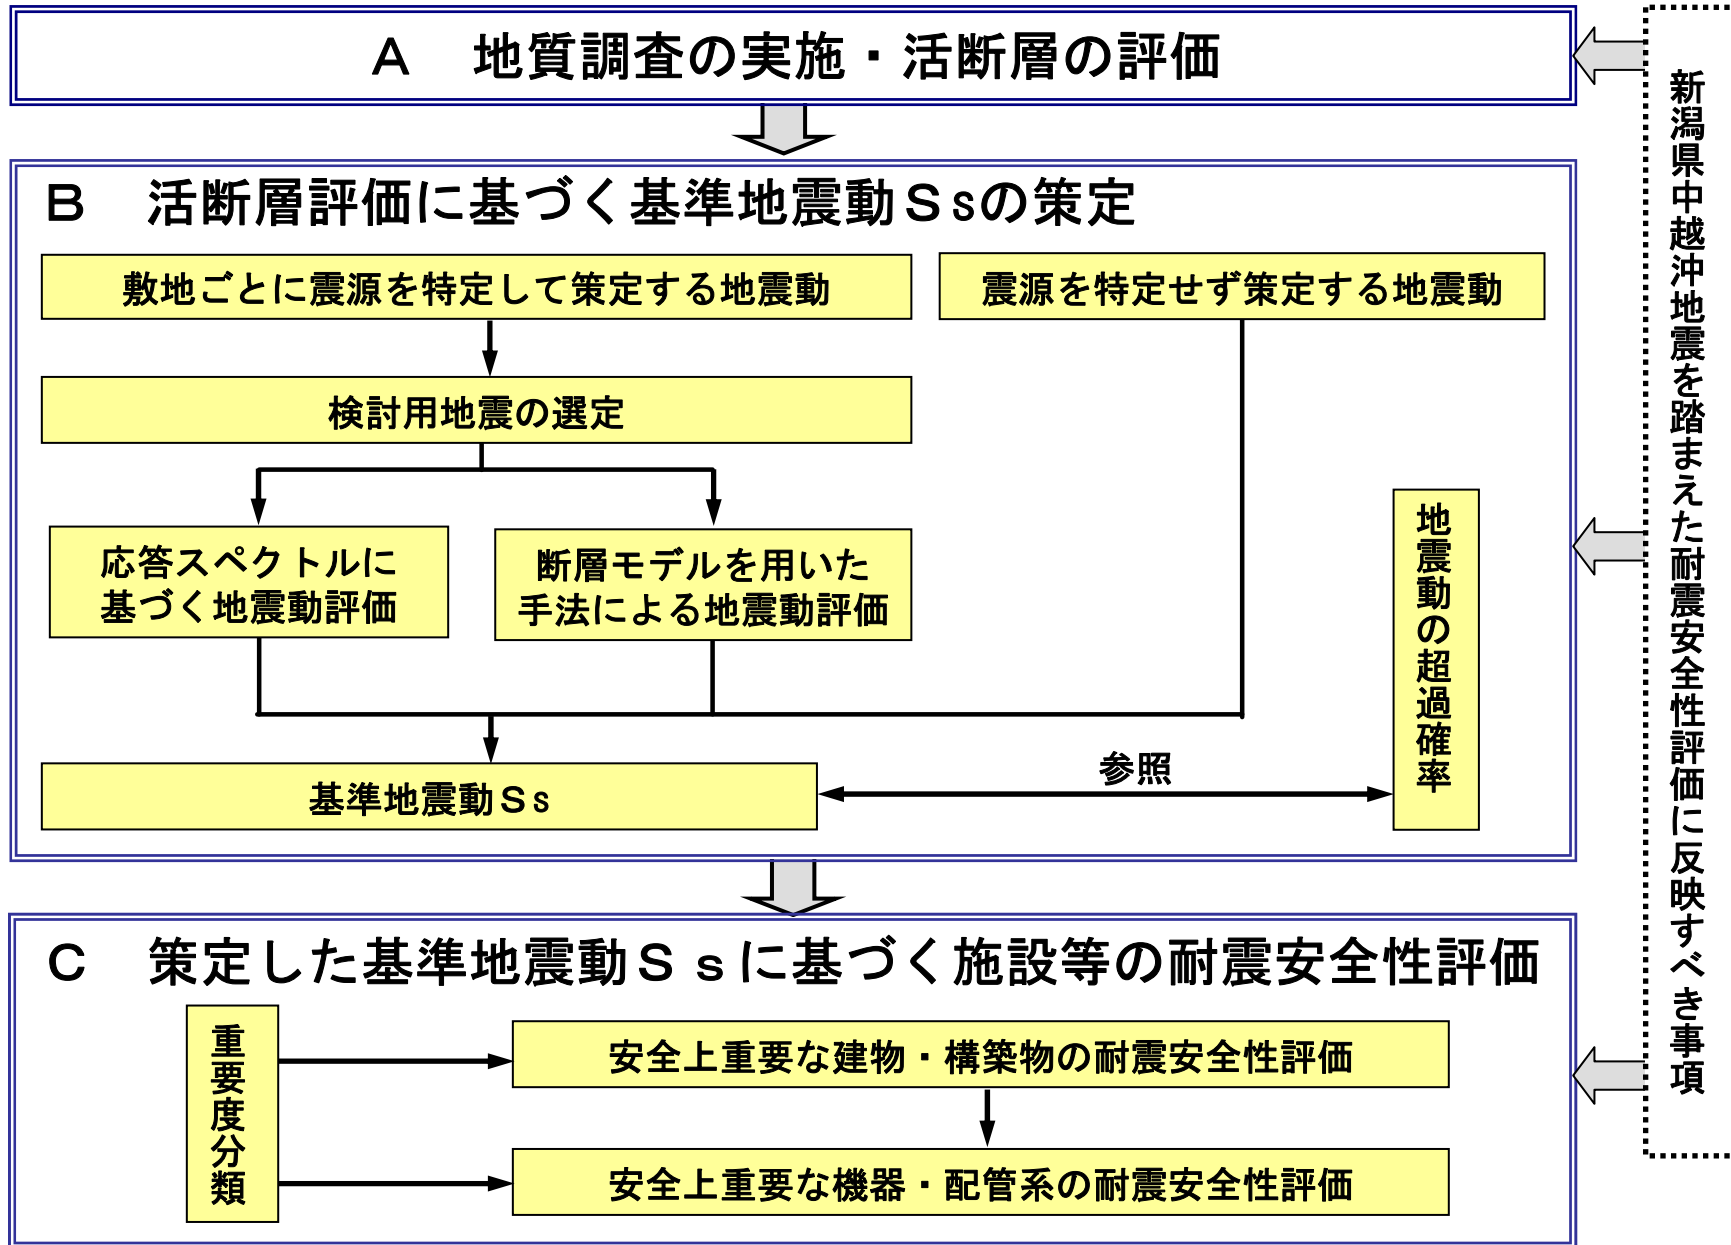 A　地質調査の実施・活断層の評価
B　活断層評価に基づく基準地震動Ｓsの策定
敷地ごとに震源を特定して策定する地震動
震源を特定せず策定する地震動
検討用地震の選定
応答スペクトルに
基づく地震動評価
断層モデルを用いた
手法による地震動評価
地震動の超過確率
参照
基準地震動Ｓs
C　策定した基準地震動Ｓｓに基づく施設等の耐震安全性評価
重要度分類
安全上重要な建物・構築物の耐震安全性評価
安全上重要な機器・配管系の耐震安全性評価
新潟県中越沖地震を踏まえた耐震安全性評価に反映すべき事項